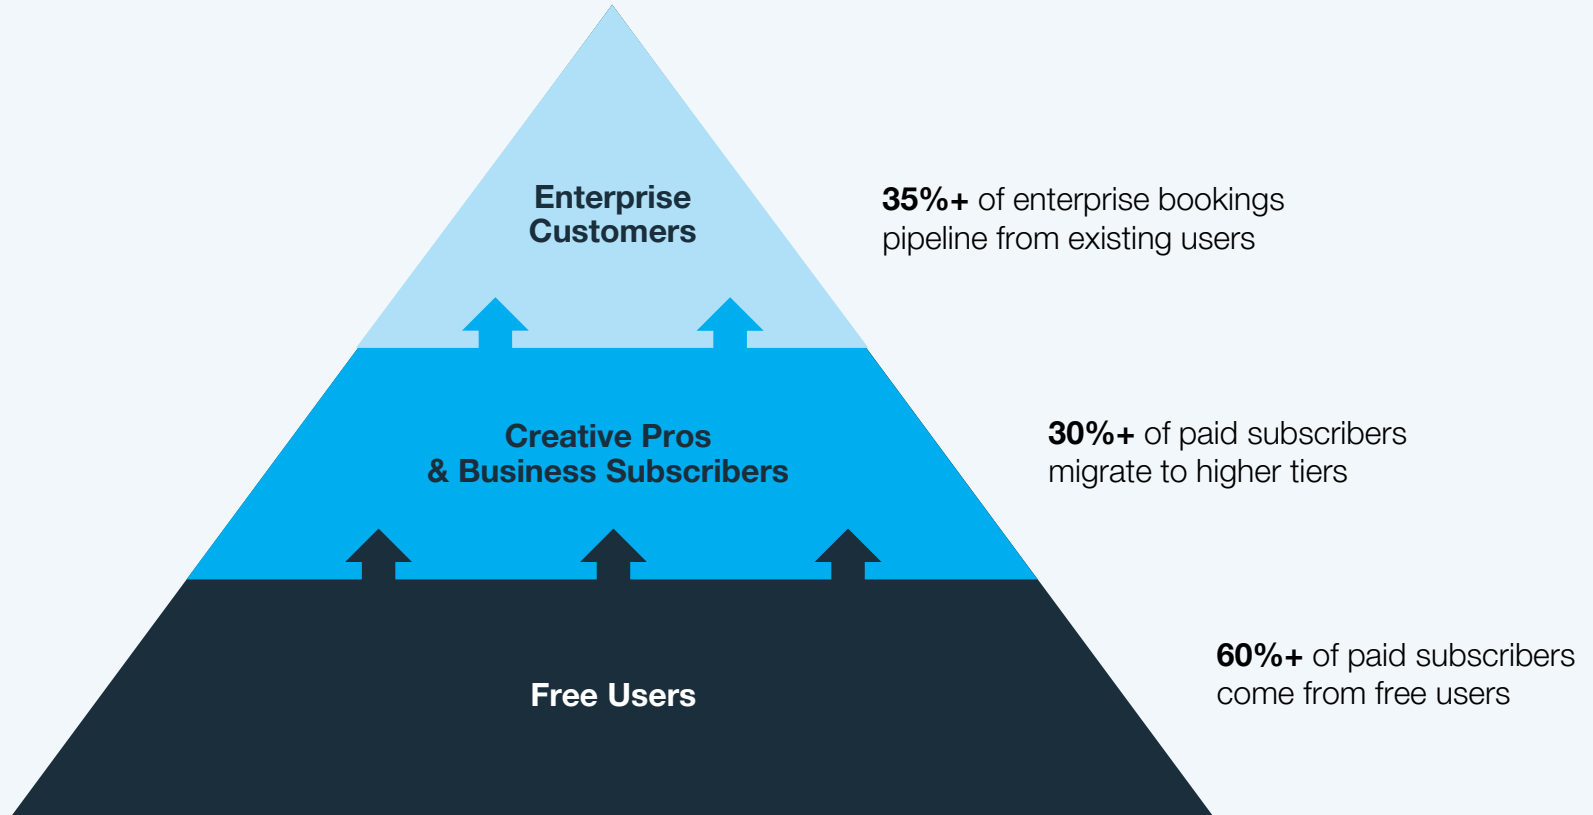 Enterprise
Customers
35%+ of enterprise bookings
pipeline from existing users
Creative Pros
& Business Subscribers
30%+ of paid subscribers
migrate to higher tiers
Free Users
60%+ of paid subscribers
come from free users